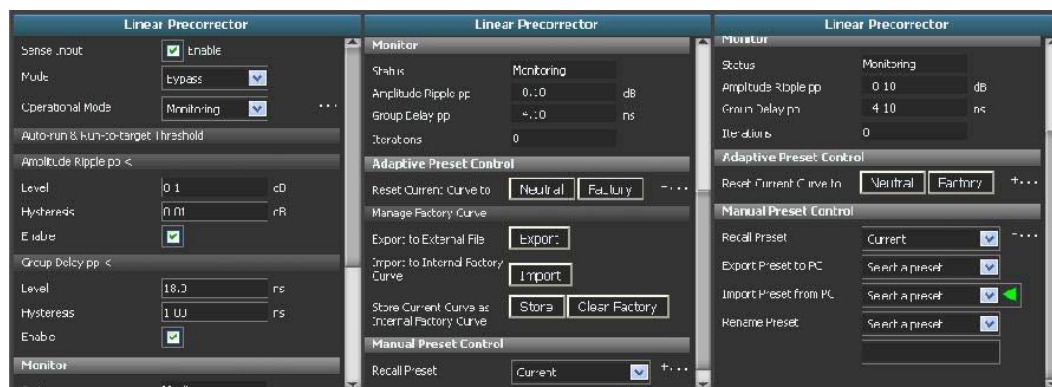 Linear Precorrector
Sense Input Enable
Mode Bypass
Operational Mode Monitoring ...
Auto-run & Run-to-target Threshold
Amplitude Ripple pp <
Level 0.1 dB
Hysteresis 0.01 dB
Enable
Group Delay pp <
Level 18.0 ns
Hysteresis 1.00 ns
Enable
Monitor
Linear Precorrector
Monitor
Status Monitoring
Amplitude Ripple pp 0.10 dB
Group Delay pp 4.10 ns
Iterations 0
Adaptive Preset Control
Reset Current Curve to Neutral Factory -...
Manage Factory Curve
Export to External File Export
Import to Internal Factory
Curve Import
Store Current Curve as
Internal Factory Curve Store Clear Factory
Manual Preset Control
Recall Preset Current +...
Linear Precorrector
Monitor
Status Monitoring
Amplitude Ripple pp 0.10 dB
Group Delay pp 4.10 ns
Iterations 0
Adaptive Preset Control
Reset Current Curve to Neutral Factory +...
Manual Preset Control
Recall Preset Current -...
Export Preset to PC Select a preset
Import Preset from PC Select a preset
Rename Preset Select a preset